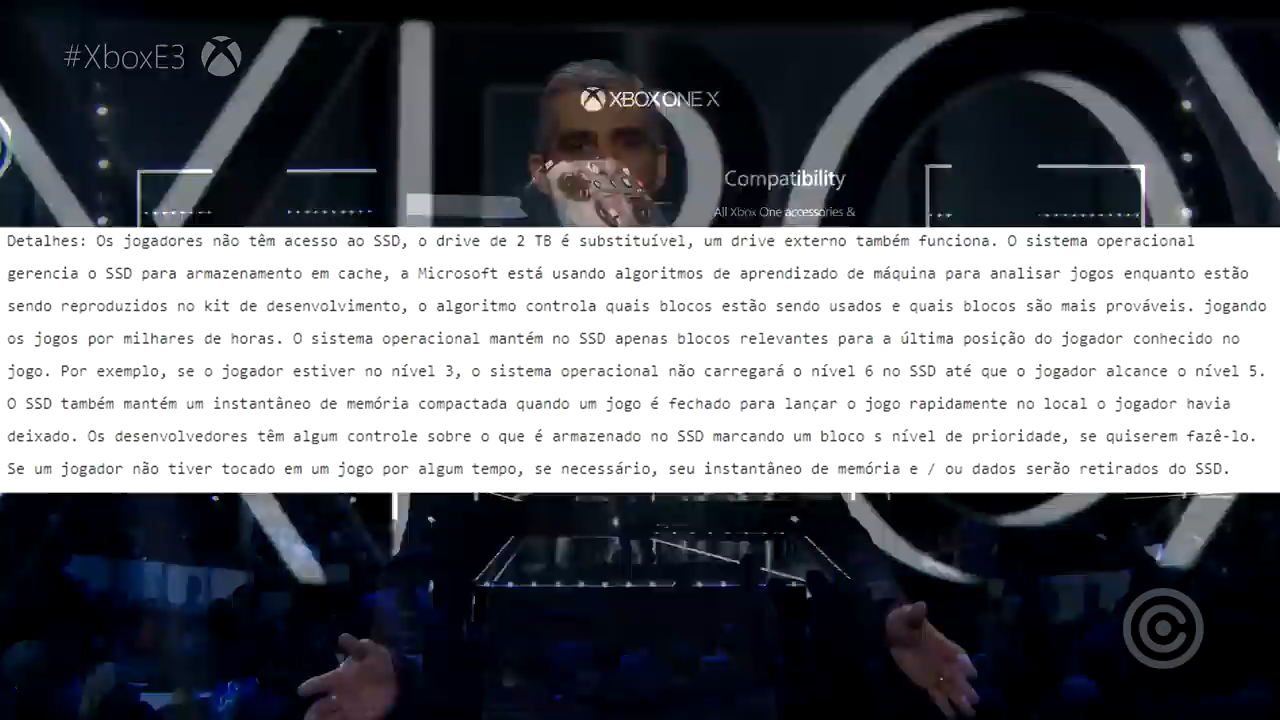 #XboxE3
XBOX ONE X
Compatibility
All Xbox One accessories &
Detalhes: Os jogadores não têm acesso ao SSD, o drive de 2 TB é substituível, um drive externo também funciona. O sistema operacional
gerencia o SSD para armazenamento em cache, a Microsoft está usando algoritmos de aprendizado de máquina para analisar jogos enquanto estão
sendo reproduzidos no kit de desenvolvimento, o algoritmo controla quais blocos estão sendo usados e quais blocos são mais prováveis. jogando
os jogos por milhares de horas. O sistema operacional mantém no SSD apenas blocos relevantes para a última posição do jogador conhecido no
jogo. Por exemplo, se o jogador estiver no nível 3, o sistema operacional não carregará o nível 6 no SSD até que o jogador alcance o nível 5.
O SSD também mantém um instantâneo de memória compactada quando um jogo é fechado para lançar o jogo rapidamente no local o jogador havia
deixado. Os desenvolvedores têm algum controle sobre o que é armazenado no SSD marcando um bloco s nível de prioridade, se quiserem fazê-lo.
Se um jogador não tiver tocado em um jogo por algum tempo, se necessário, seu instantâneo de memória e / ou dados serão retirados do SSD.